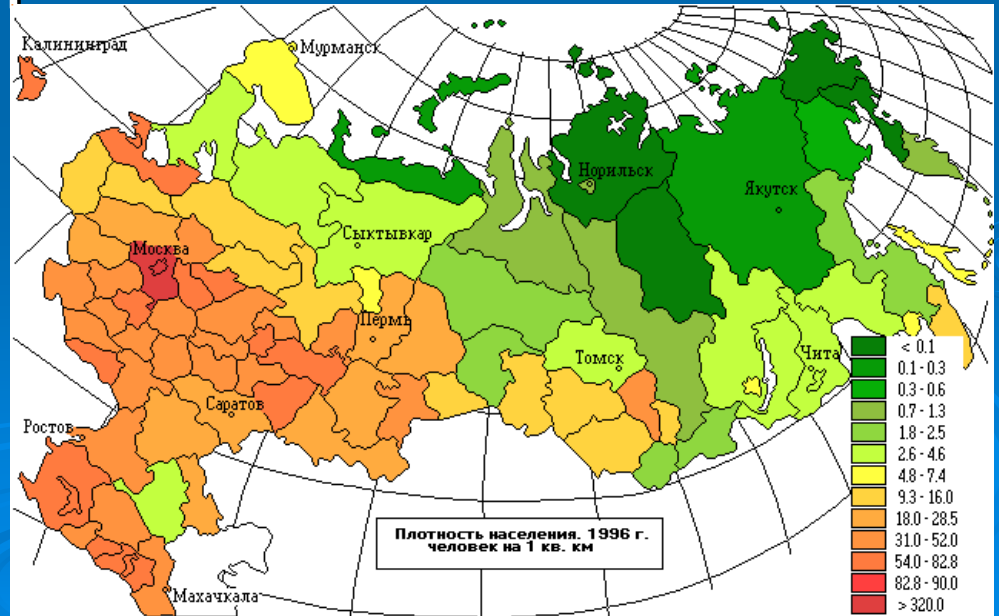 Калининград
Мурманск
Норильск
Якутск
Сыктывкар
Москва
Пермь
Томск
Чита
Саратов
Ростов
Махачкала
Плотность населения. 1996 г.
человек на 1 кв. км
< 0.1
0.1 - 0.3
0.3 - 0.6
0.7 - 1.3
1.8 - 2.5
2.6 - 4.6
4.8 - 7.4
9.3 - 16.0
18.0 - 28.5
31.0 - 52.0
54.0 - 82.8
82.8 - 90.0
> 320.0